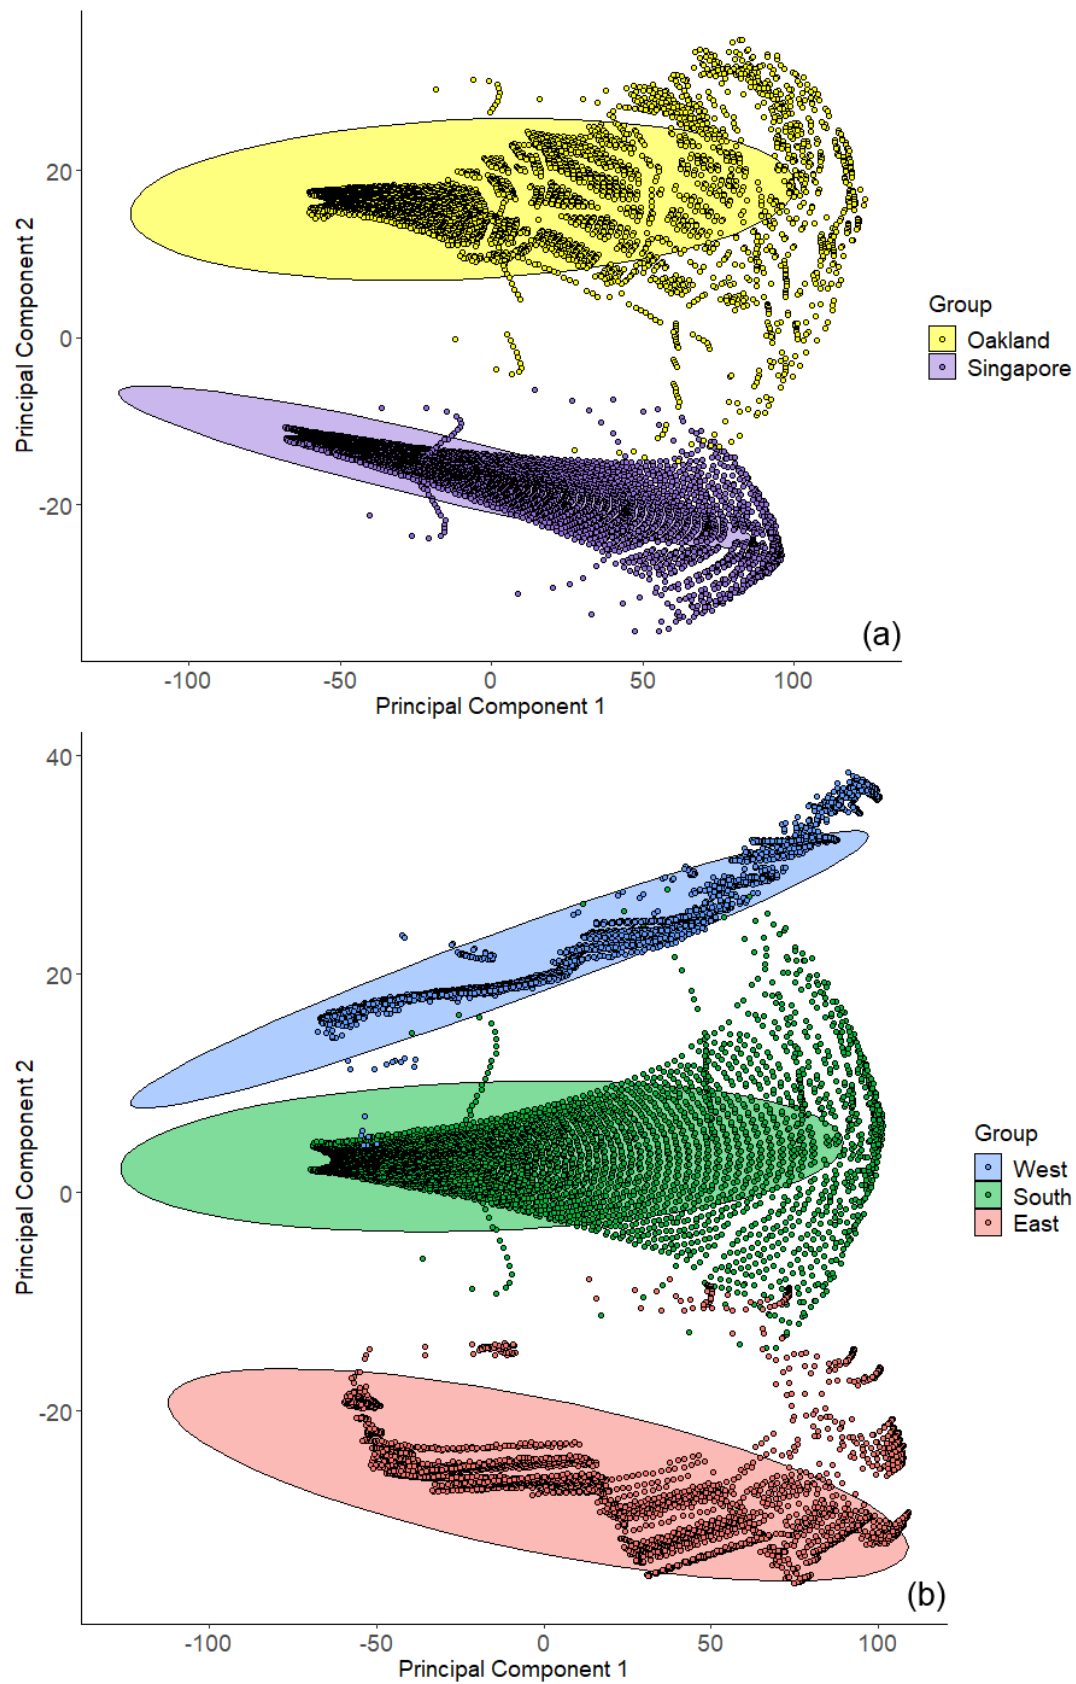 Principal Component 2
20
0
-20
-100
-50
0
50
100
Principal Component 1
(a)
Group
Oakland
Singapore
Principal Component 2
40
20
0
-20
-100
-50
0
50
100
Principal Component 1
(b)
Group
West
South
East